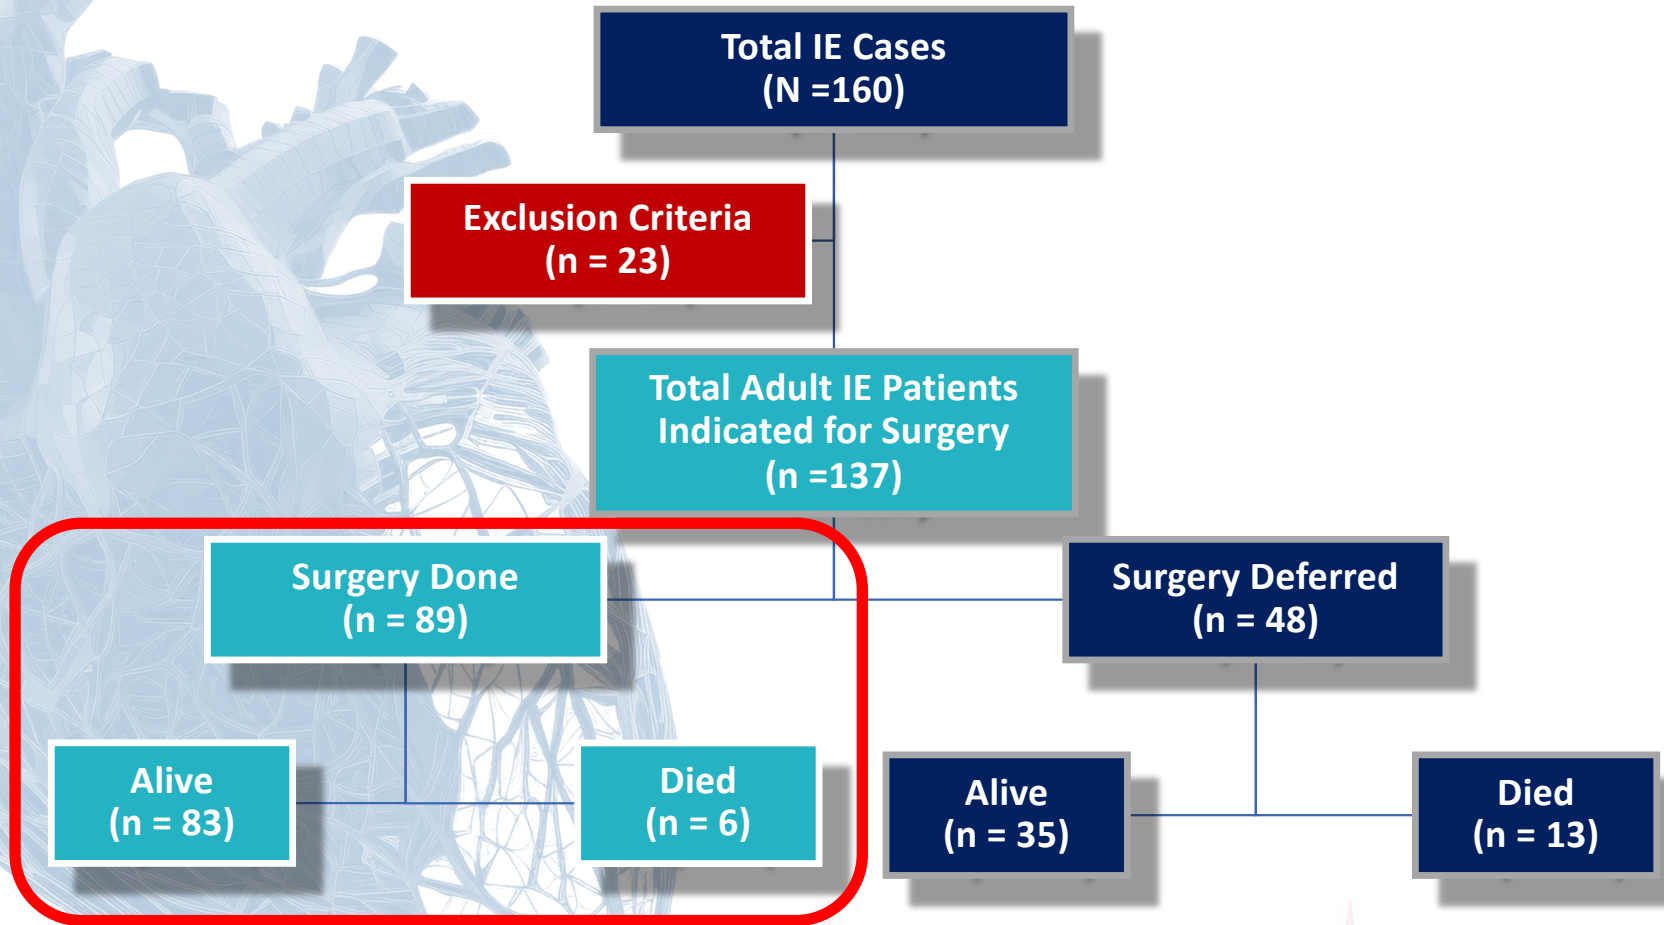 Total IE Cases
(N =160)
Exclusion Criteria
(n = 23)
Total Adult IE Patients
Indicated for Surgery
(n =137)
Surgery Done
(n = 89)
Surgery Deferred
(n = 48)
Alive
(n = 83)
Died
(n = 6)
Alive
(n = 35)
Died
(n = 13)